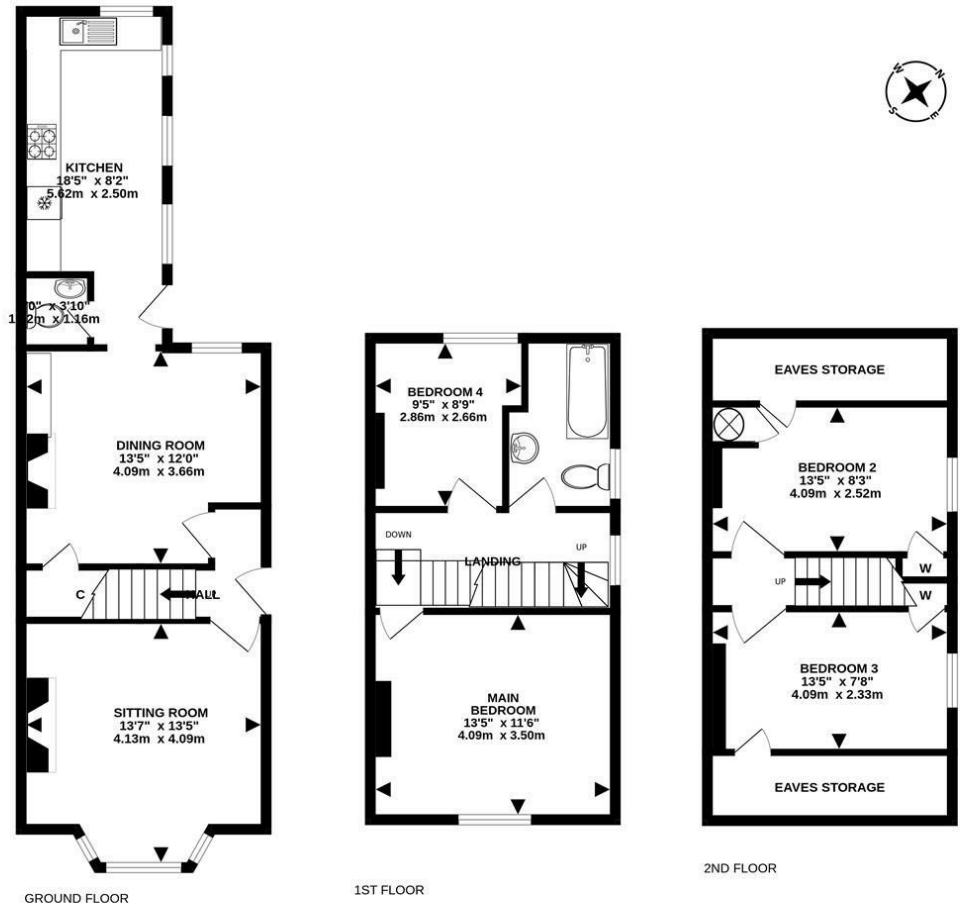 W
N
S
E
KITCHEN
18'5" x 8'2"
5.62m x 2.50m
0" x 3'10"
2m x 1.16m
DINING ROOM
13'5" x 12'0"
4.09m x 3.66m
C
HALL
SITTING ROOM
13'7" x 13'5"
4.13m x 4.09m
GROUND FLOOR
BEDROOM 4
9'5" x 8'9"
2.86m x 2.66m
DOWN
LANDING
UP
MAIN
BEDROOM
13'5" x 11'6"
4.09m x 3.50m
1ST FLOOR
EAVES STORAGE
BEDROOM 2
13'5" x 8'3"
4.09m x 2.52m
UP
W
W
BEDROOM 3
13'5" x 7'8"
4.09m x 2.33m
EAVES STORAGE
2ND FLOOR